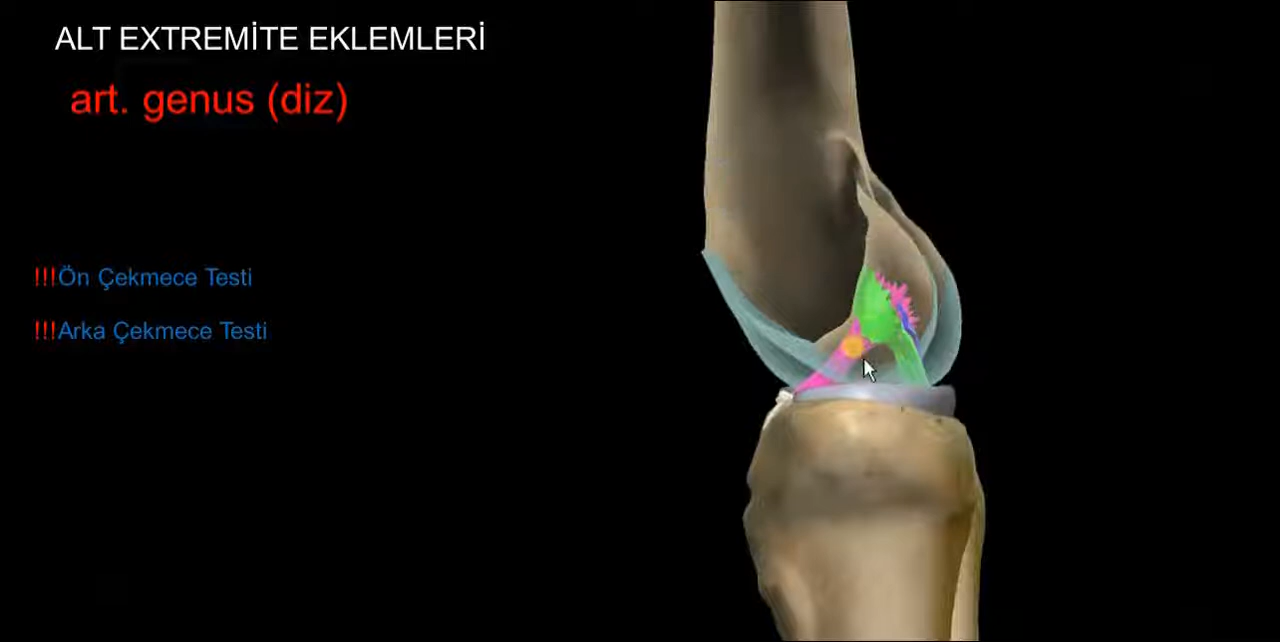 ALT EXTREMİTE EKLEMLERİ
art. genus (diz)
!!!Ön Çekmece Testi
!!!Arka Çekmece Testi